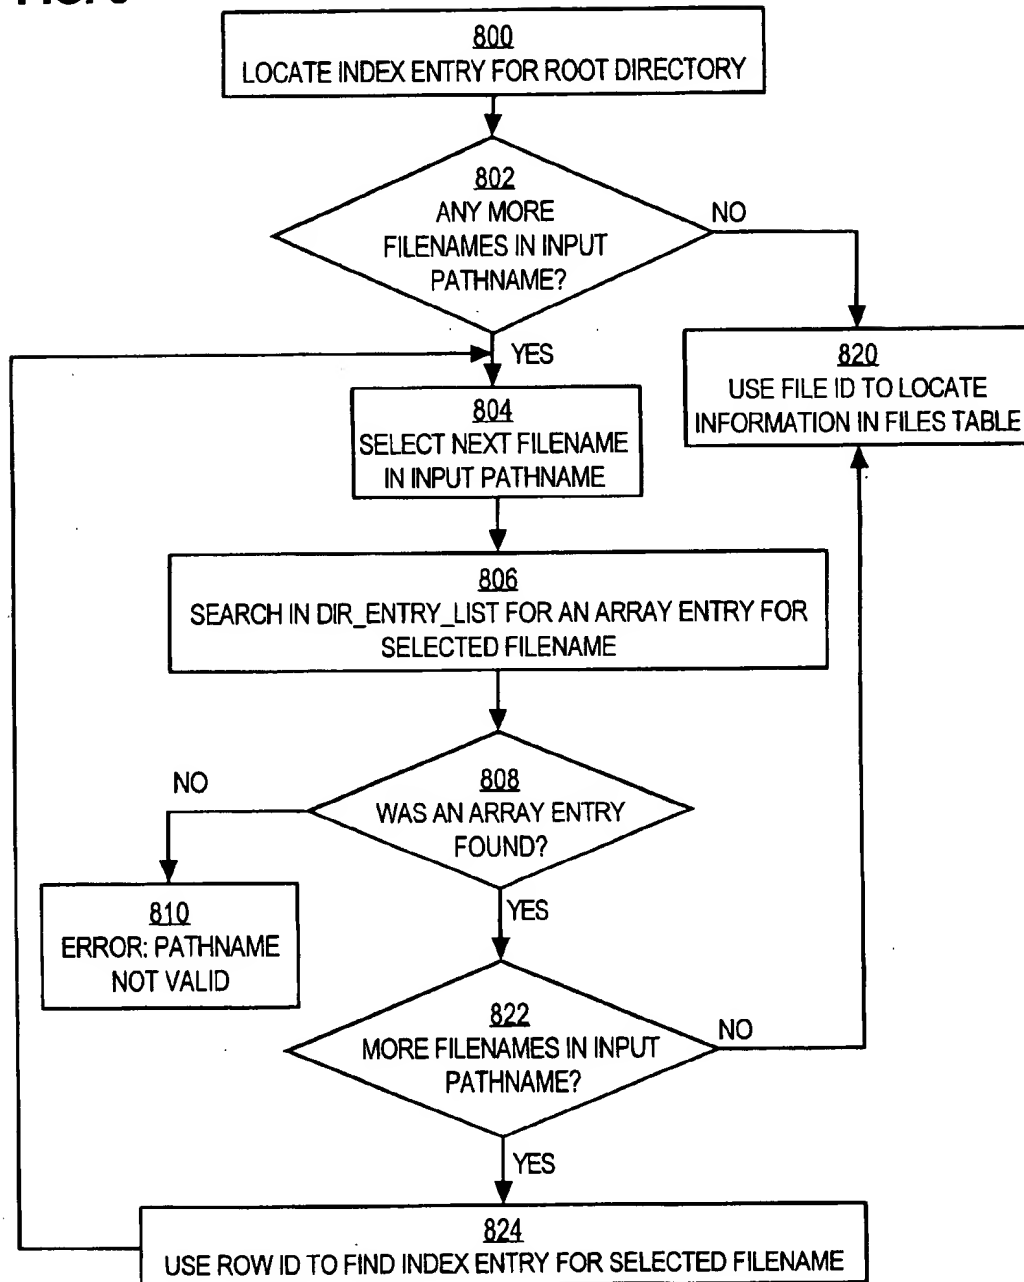 800
LOCATE INDEX ENTRY FOR ROOT DIRECTORY
802
ANY MORE
FILENAMES IN INPUT
PATHNAME?
NO
YES
820
USE FILE ID TO LOCATE
INFORMATION IN FILES TABLE
804
SELECT NEXT FILENAME
IN INPUT PATHNAME
806
SEARCH IN DIR_ENTRY_LIST FOR AN ARRAY ENTRY FOR
SELECTED FILENAME
NO
808
WAS AN ARRAY ENTRY
FOUND?
YES
810
ERROR: PATHNAME
NOT VALID
822
MORE FILENAMES IN INPUT
PATHNAME?
NO
YES
824
USE ROW ID TO FIND INDEX ENTRY FOR SELECTED FILENAME